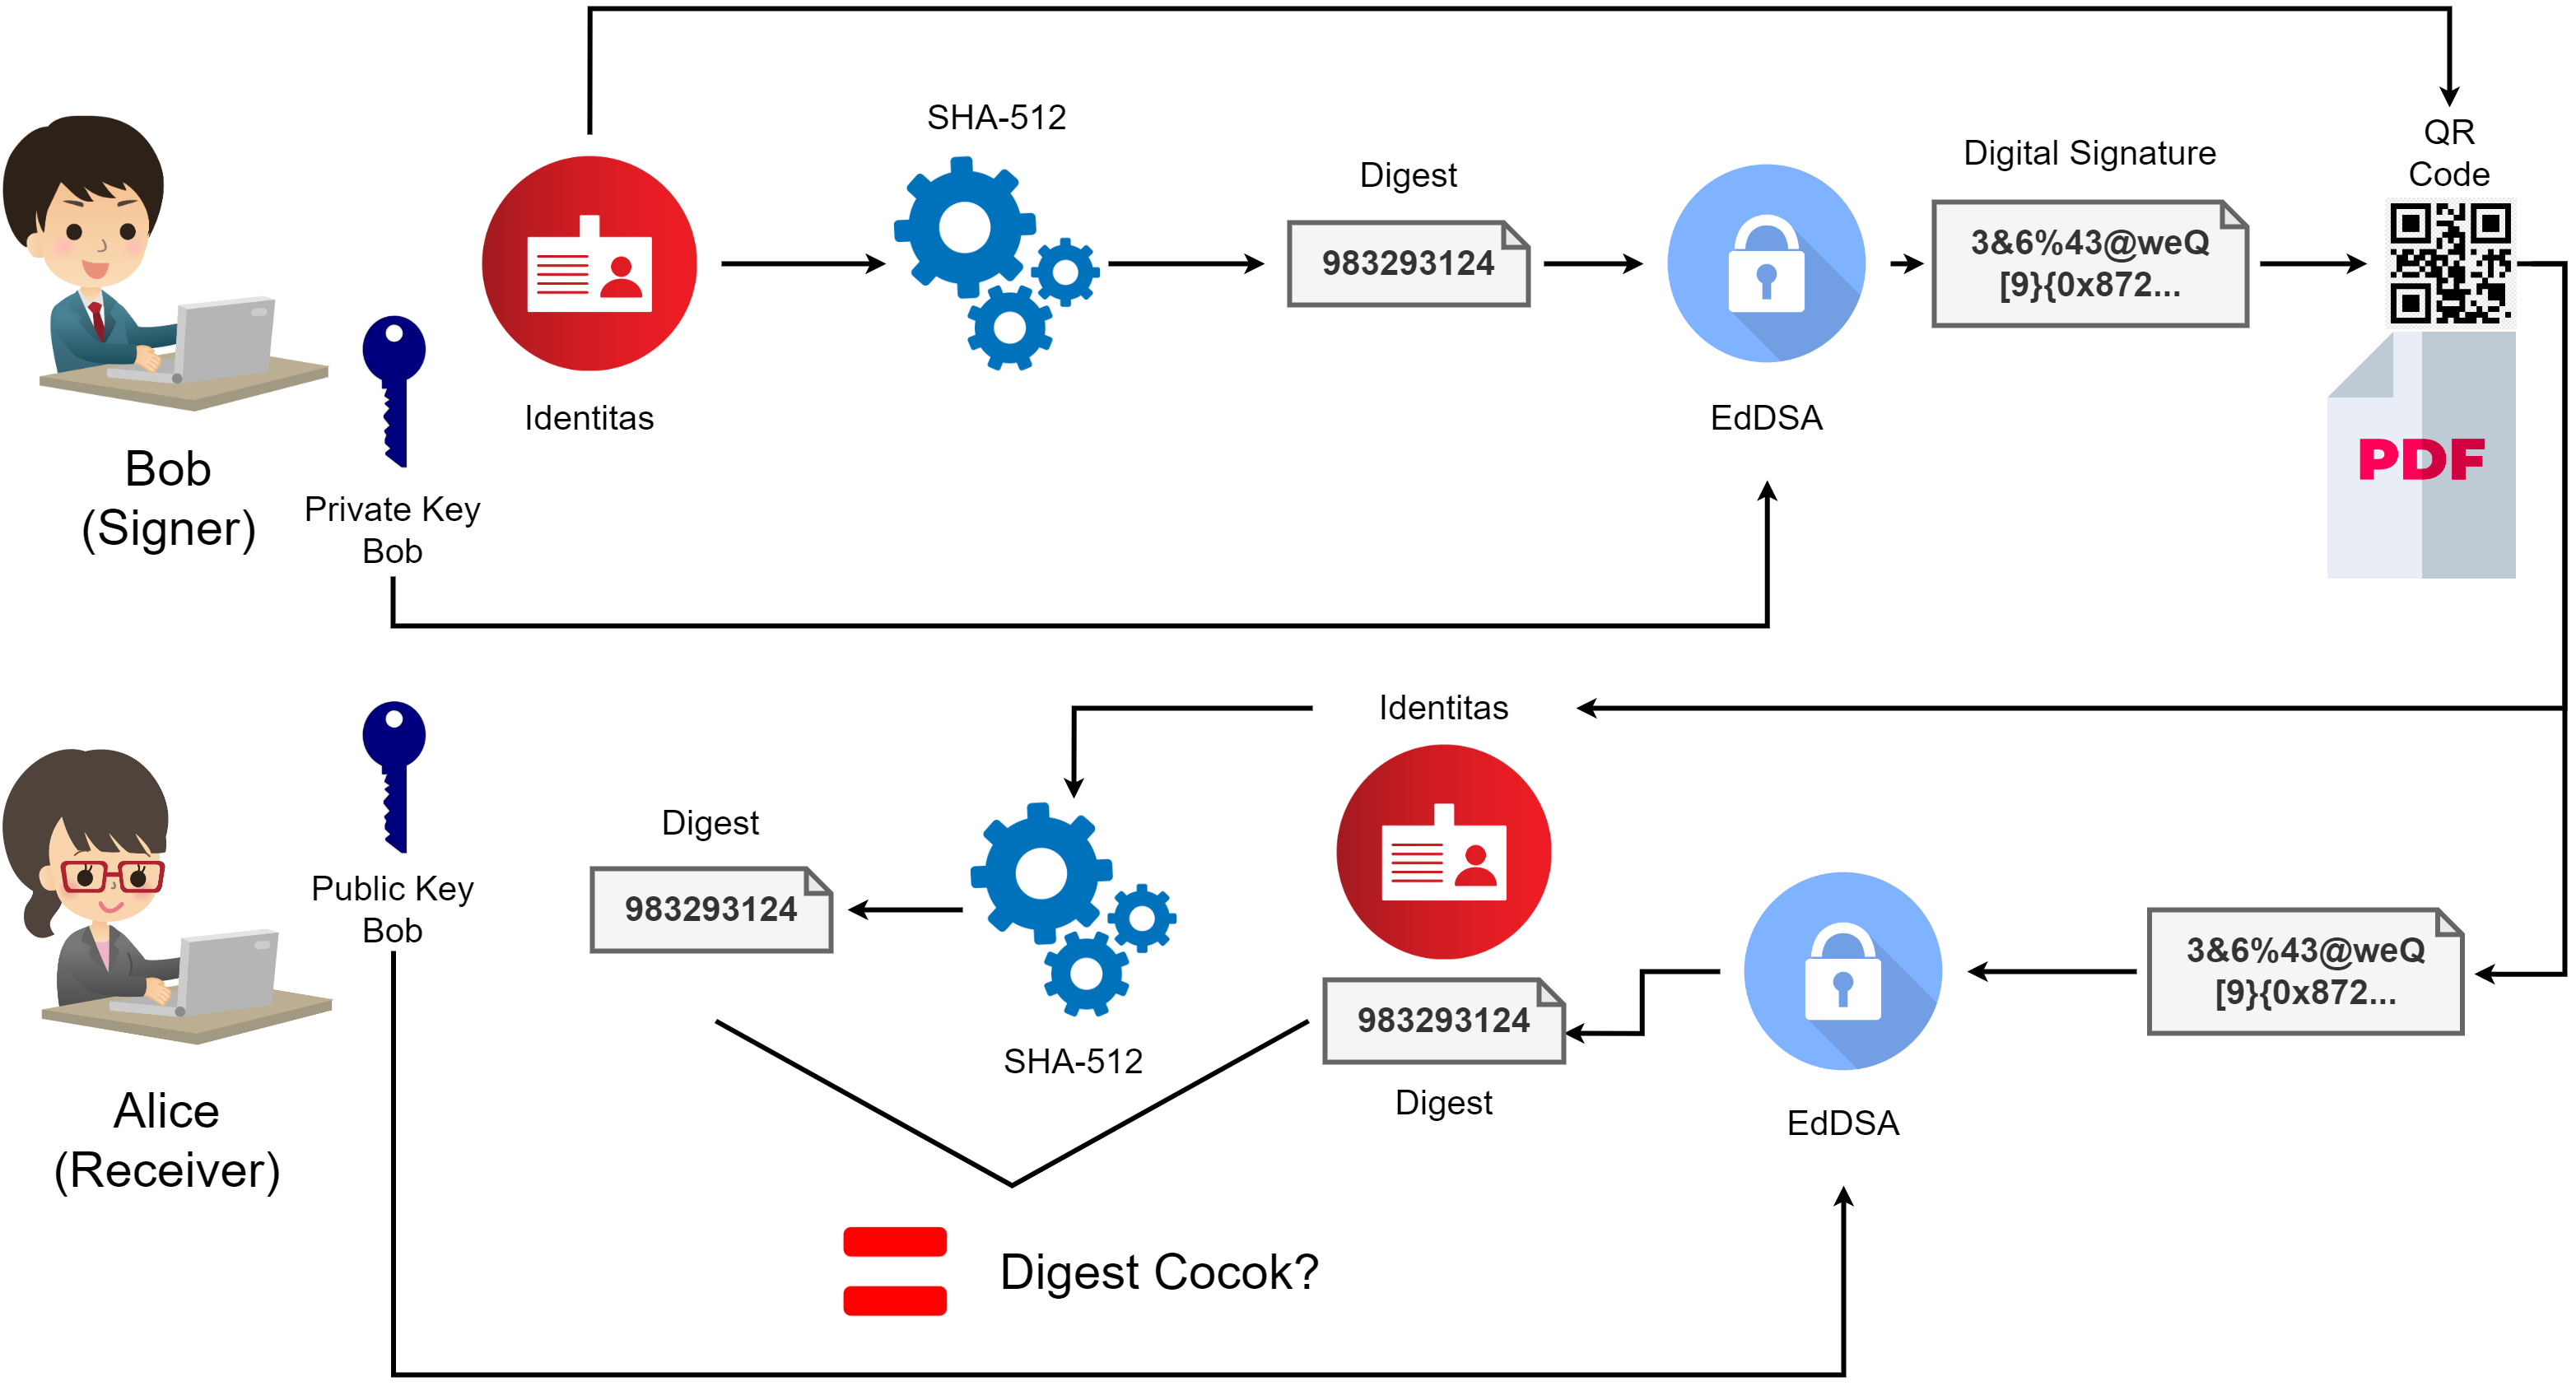 SHA-512
QR
Code
Digital Signature
Digest
983293124
3&6%43@weQ
[9}{0x872...
Identitas
EdDSA
PDF
Bob
(Signer)
Private Key
Bob
Identitas
Digest
983293124
Public Key
Bob
3&6%43@weQ
[9}{0x872...
983293124
SHA-512
Digest
EdDSA
Alice
(Receiver)
Digest Cocok?